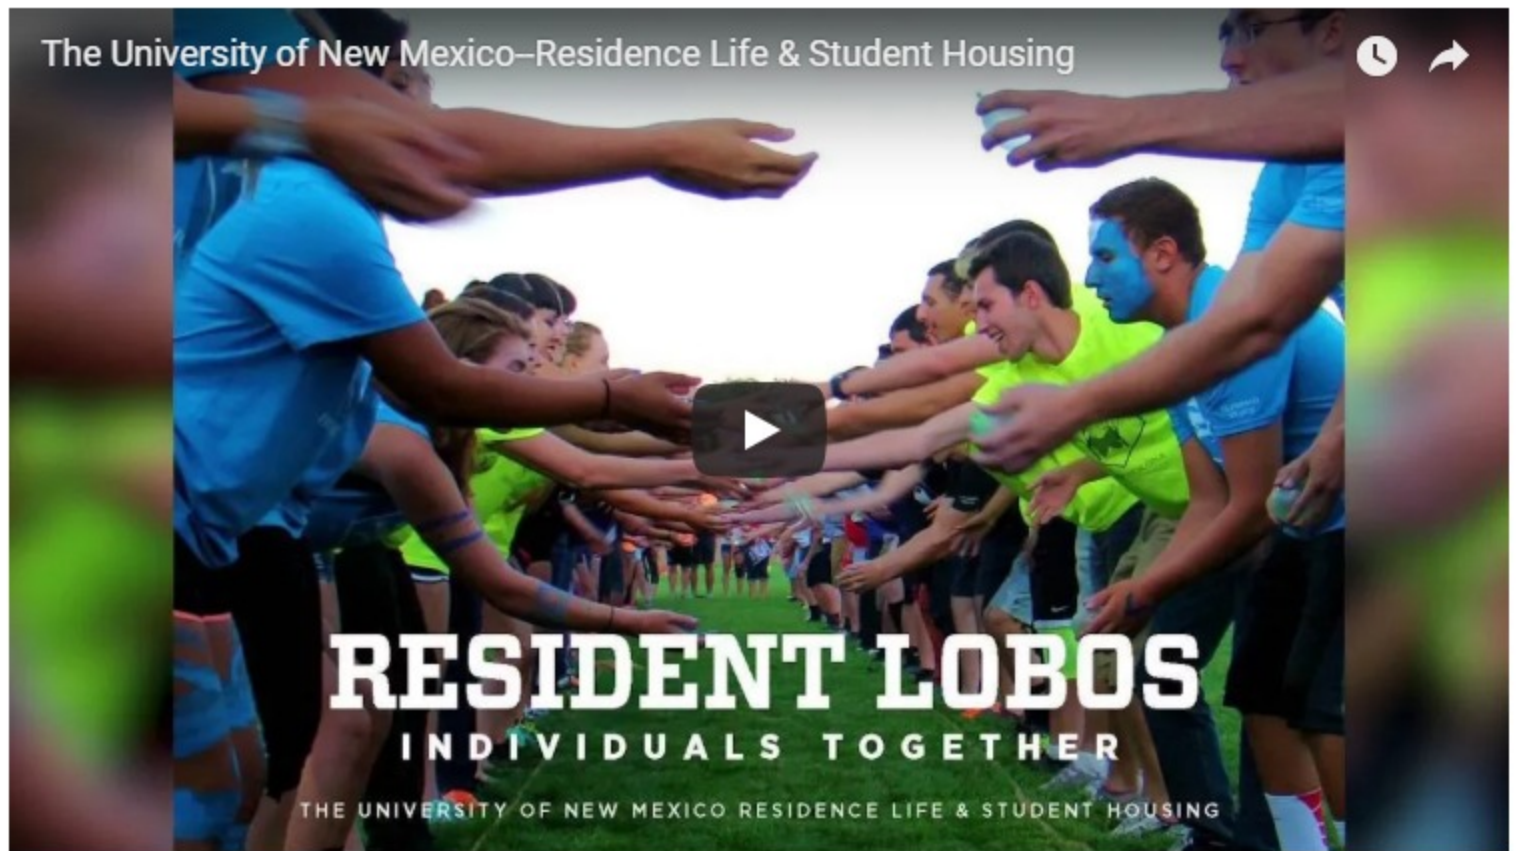 The University of New Mexico–Residence Life & Student Housing
RESIDENT LOBOS
INDIVIDUALS TOGETHER
THE UNIVERSITY OF NEW MEXICO RESIDENCE LIFE & STUDENT HOUSING